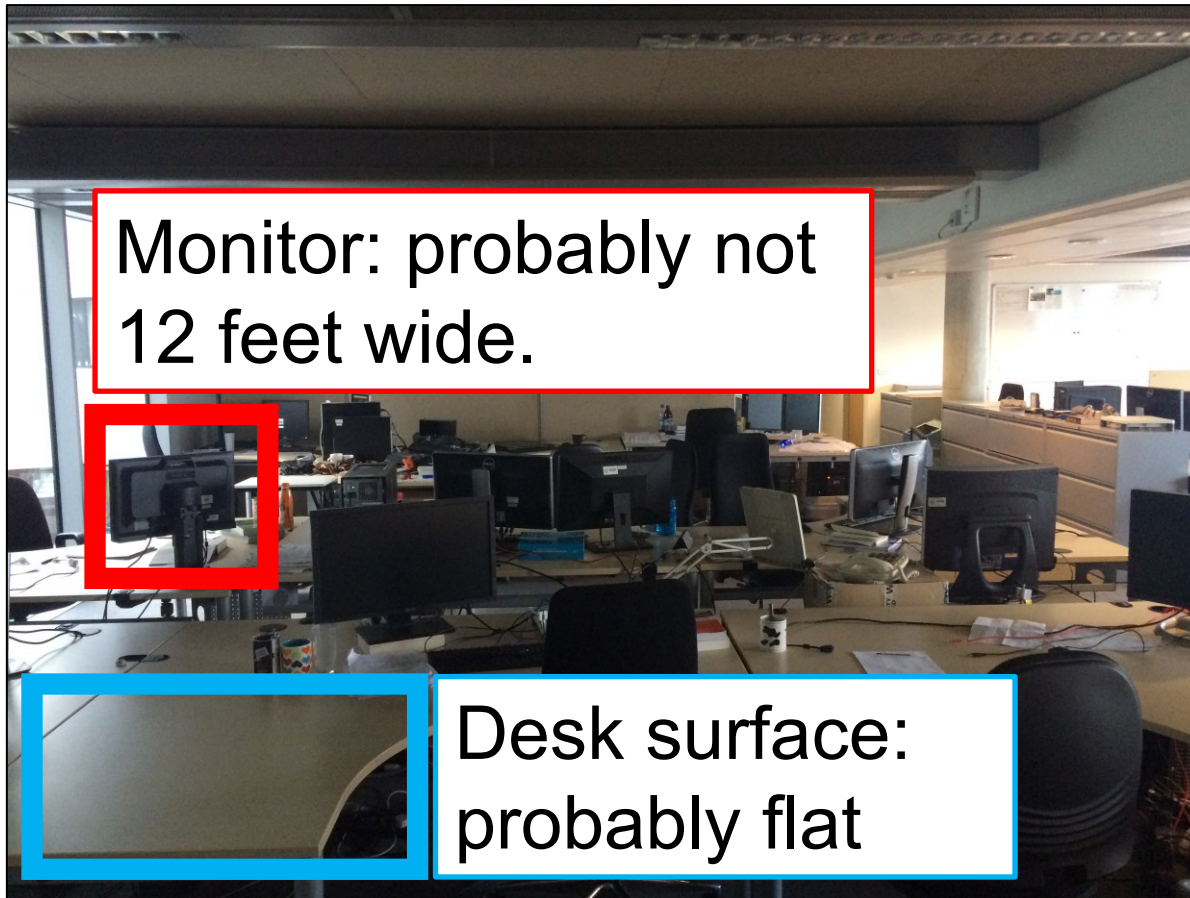 Monitor: probably not
12 feet wide.
Desk surface:
probably flat